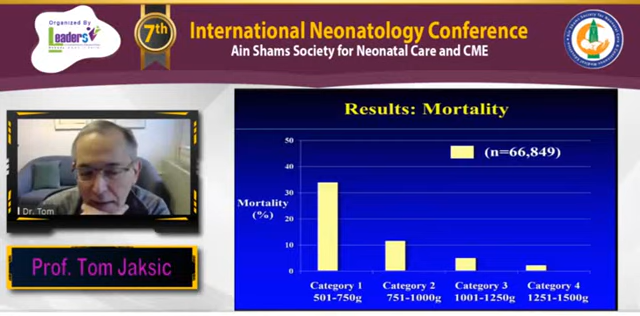 Organized By
Leaders
7th
International Neonatology Conference
Ain Shams Society for Neonatal Care and CME
Results: Mortality
50
(n=66,849)
40
30
Mortality
(%)
20
10
0
Category 1
501-750g
Category 2
751-1000g
Category 3
1001-1250g
Category 4
1251-1500g
Dr. Tom
Prof. Tom Jaksic